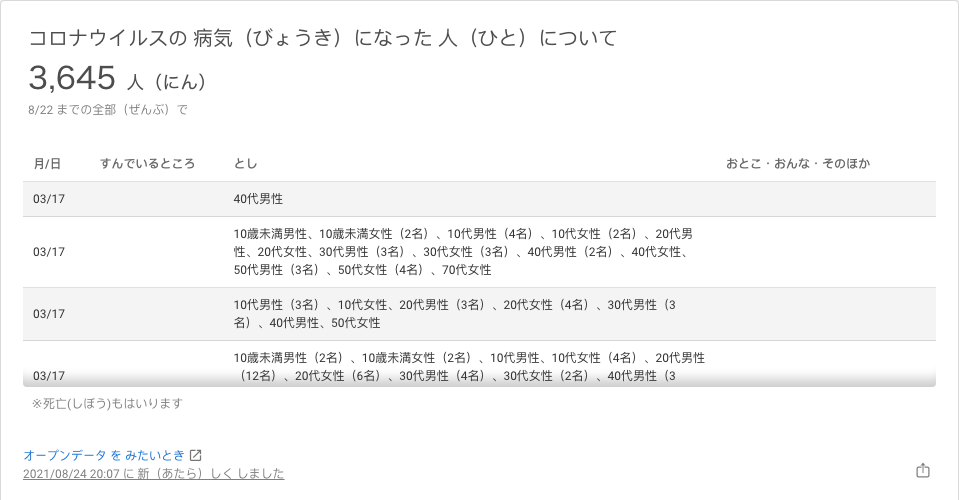 コロナウイルスの 病気（びょうき）になった 人（ひと）について
3,645 人（にん）
8/22 までの全部（ぜんぶ）で
月/日 すんでいるところ とし おとこ・おんな・そのほか
03/17 40代男性
10歳未満男性、10歳未満女性（2名）、10代男性（4名）、10代女性（2名）、20代男
03/17 性、20代女性、30代男性（3名）、30代女性（3名）、40代男性（2名）、40代女性、
50代男性（3名）、50代女性（4名）、70代女性
10代男性（3名）、10代女性、20代男性（3名）、20代女性（4名）、30代男性（3
03/17
名）、40代男性、50代女性
10歳未満男性（2名）、10歳未満女性（2名）、10代男性、10代女性（4名）、20代男性
03/17 （12名）、20代女性（6名）、30代男性（4名）、30代女性（2名）、40代男性（3
※死亡(しぼう)もはいります
オープンデータ を みたいとき
2021/08/24 20:07 に 新（あたら）しく しました